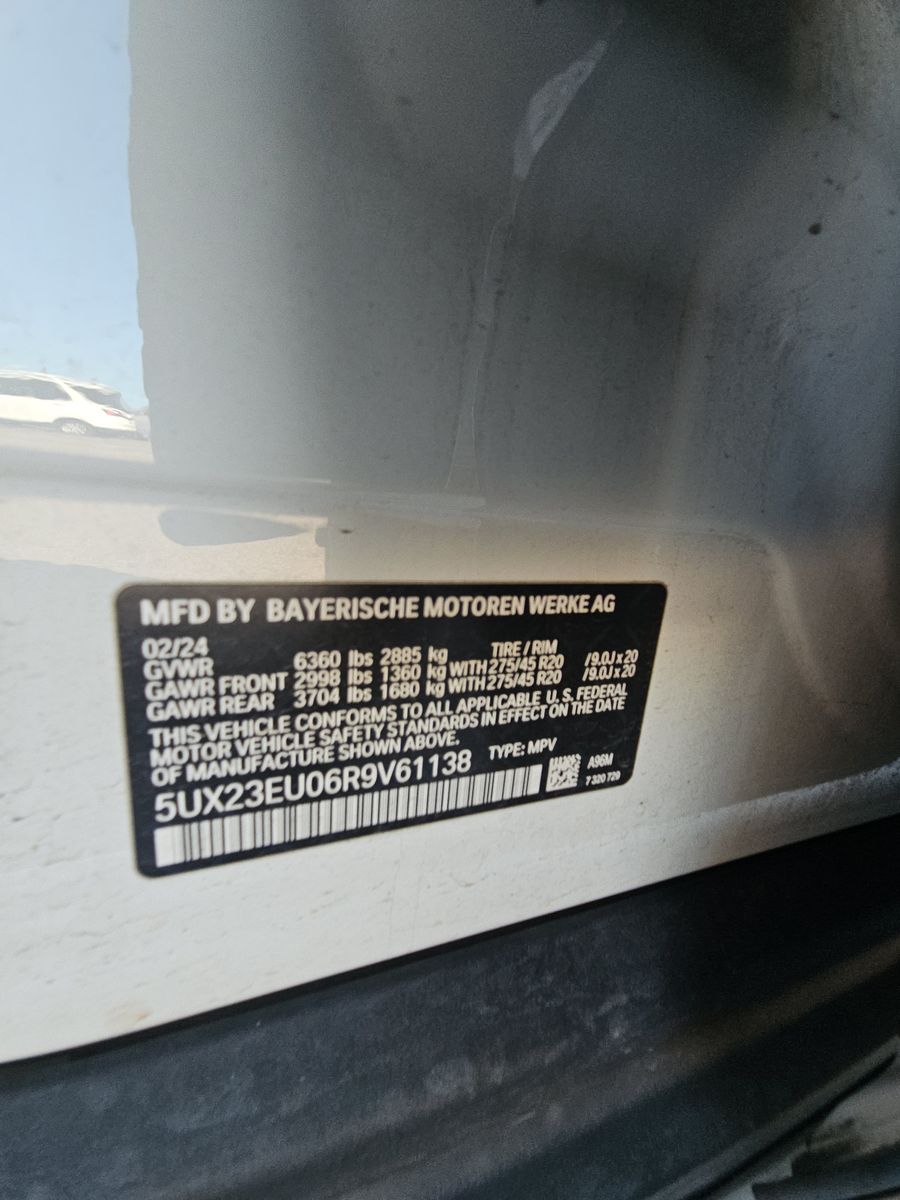 MFD BY BAYERISCHE MOTOREN WERKE AG
02/24 TIRE / RIM
GVWR 6360 lbs 2885 kg
GAWR FRONT 2998 lbs 1360 kg WITH 275/45 R20 /9.0J x 20
GAWR REAR 3704 lbs 1680 kg WITH 275/45 R20 /9.0J x 20
THIS VEHICLE CONFORMS TO ALL APPLICABLE U.S. FEDERAL
MOTOR VEHICLE SAFETY STANDARDS IN EFFECT ON THE DATE
OF MANUFACTURE SHOWN ABOVE.
TYPE: MPV
5UX23EU06R9V61138
A96M
7 320 720